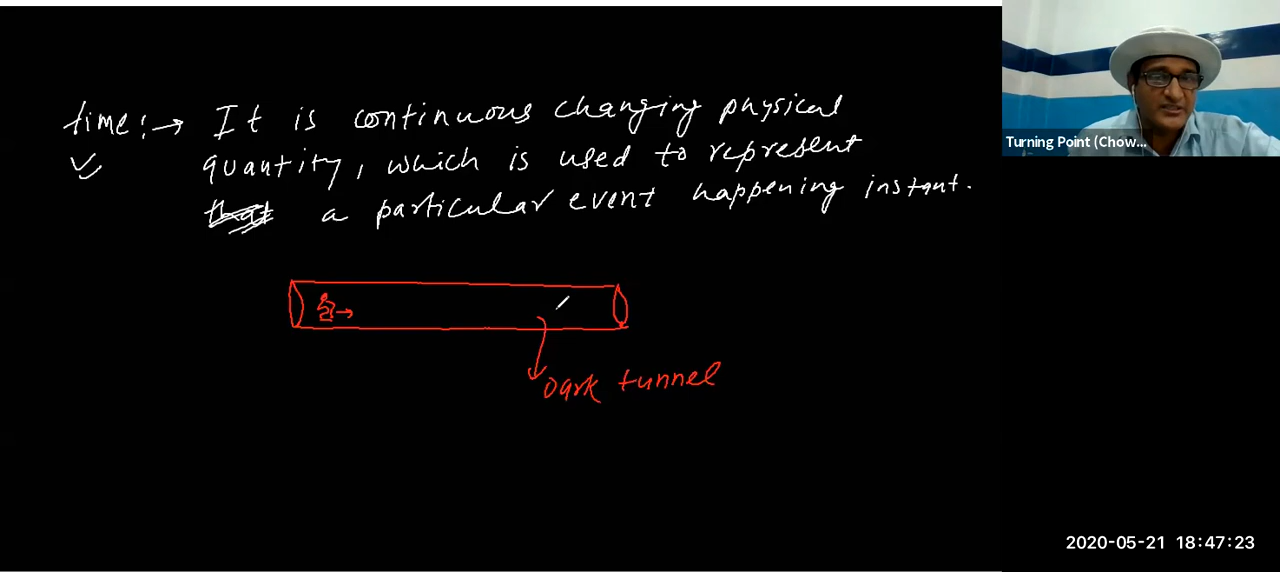 time:→ It is continuous changing physical
quantity, which is used to represent
a particular event happening instant.
Dark tunnel
Turning Point (Chow...
2020-05-21 18:47:23